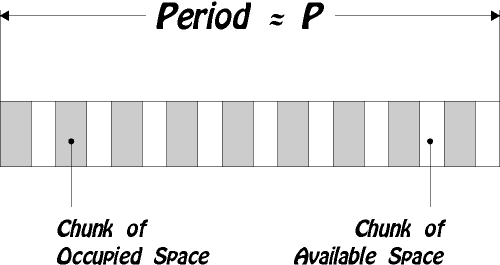 Period ≈ P
Chunk of
Occupied Space
Chunk of
Available Space